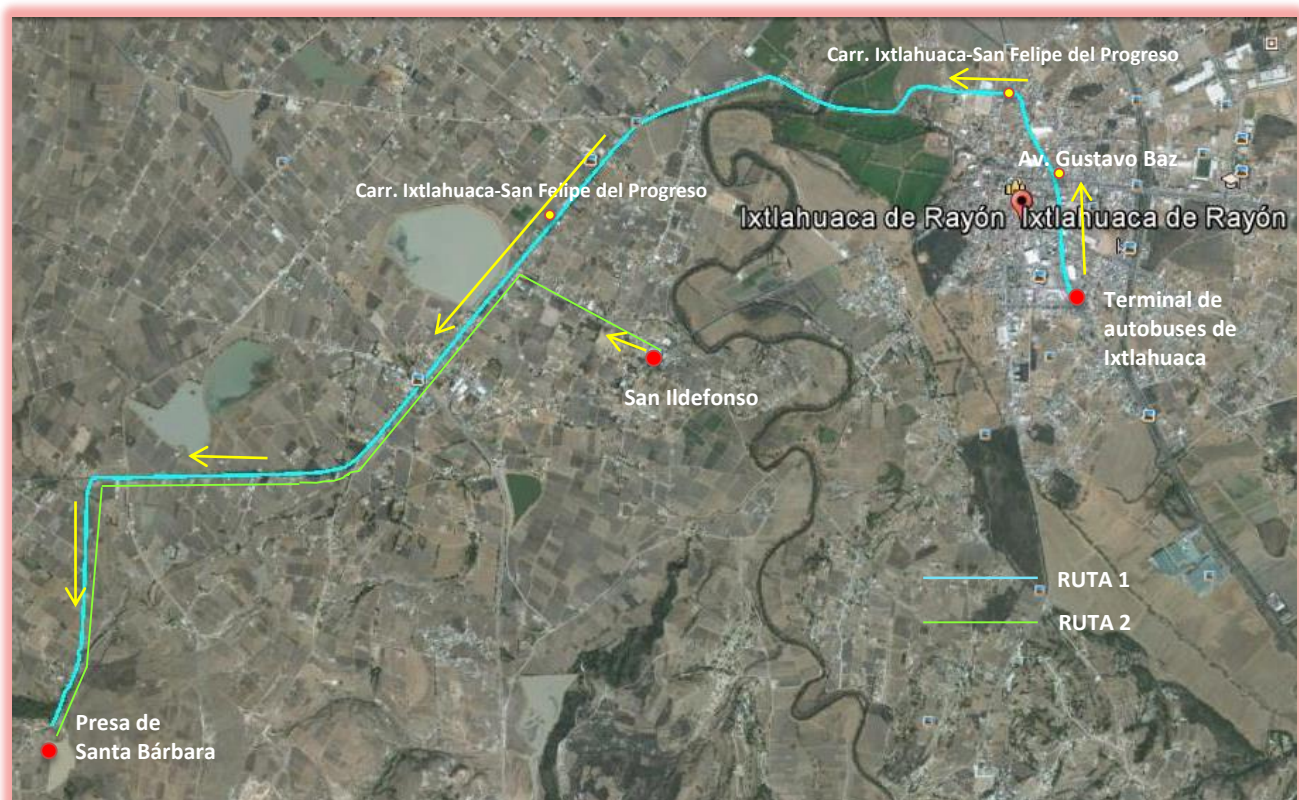 Carr. Ixtlahuaca-San Felipe del Progreso
Av. Gustavo Baz
Carr. Ixtlahuaca-San Felipe del Progreso
Ixtlahuaca de Rayón
Ixtlahuaca de Rayón
Terminal de
autobuses de
Ixtlahuaca
San Ildefonso
RUTA 1
RUTA 2
Presa de
Santa Bárbara